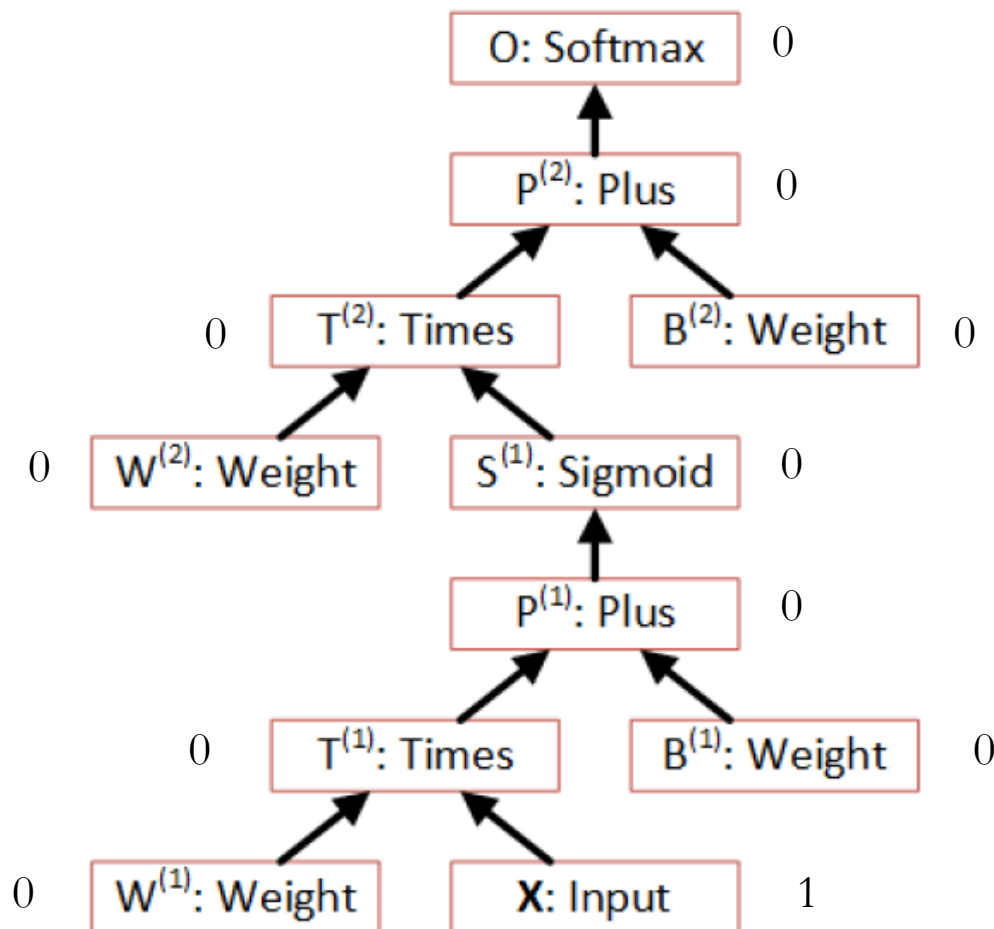 O: Softmax 0
P(2): Plus 0
0 T(2): Times B(2): Weight 0
0 W(2): Weight S(1): Sigmoid 0
P(1): Plus 0
0 T(1): Times B(1): Weight 0
0 W(1): Weight X: Input 1